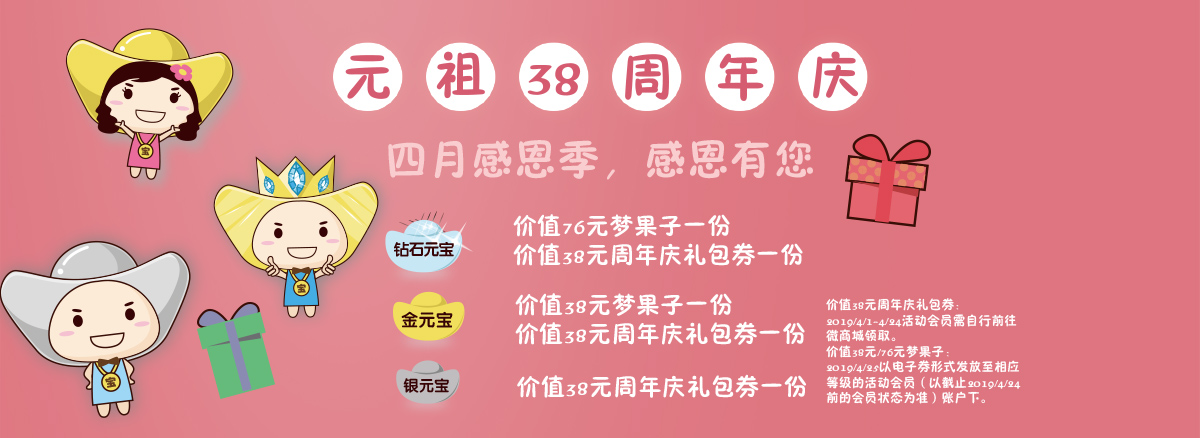 元祖38周年庆
四月感恩季，感恩有您
钻石元宝
价值76元梦果子一份
价值38元周年庆礼包券一份
金元宝
价值38元梦果子一份
价值38元周年庆礼包券一份
银元宝
价值38元周年庆礼包券一份
价值38元周年庆礼包券：
2019/4/1-4/24活动会员需自行前往
微商城领取。
价值38元/76元梦果子：
2019/4/25以电子券形式发放至相应
等级的活动会员（以截止2019/4/24
前的会员状态为准）账户下。
宝
宝
宝